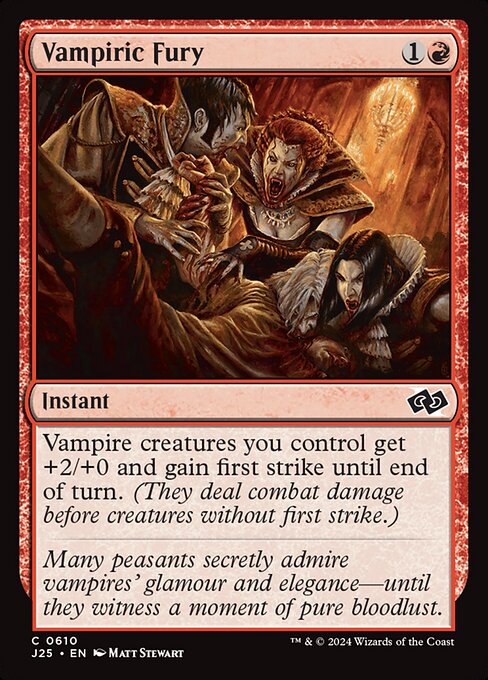 Vampiric Fury 1
Instant
Vampire creatures you control get
+2/+0 and gain first strike until end
of turn. (They deal combat damage
before creatures without first strike.)
Many peasants secretly admire
vampires’ glamour and elegance—until
they witness a moment of pure bloodlust.
C 0610
J25 • EN Matt Stewart
™ & © 2024 Wizards of the Coast